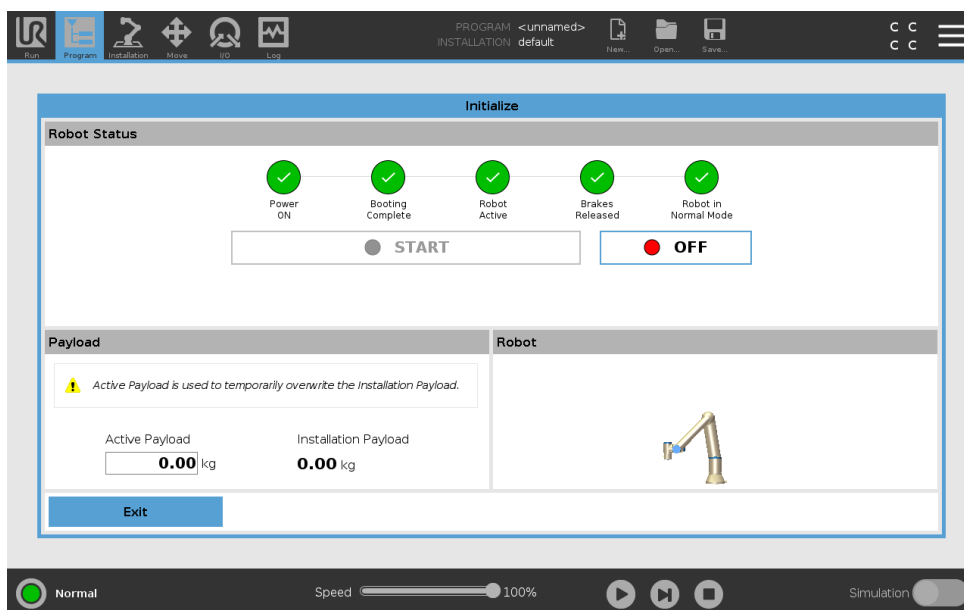 PROGRAM <unnamed>
INSTALLATION default
C C
C C
UR
Run
Program
Installation
Move
I/O
Log
New...
Open...
Save...
Initialize
Robot Status
Power
ON
Booting
Complete
Robot
Active
Brakes
Released
Robot in
Normal Mode
START
OFF
Payload
Active Payload is used to temporarily overwrite the Installation Payload.
Active Payload
0.00 kg
Installation Payload
0.00 kg
Robot
Exit
Normal
Speed 100%
Simulation